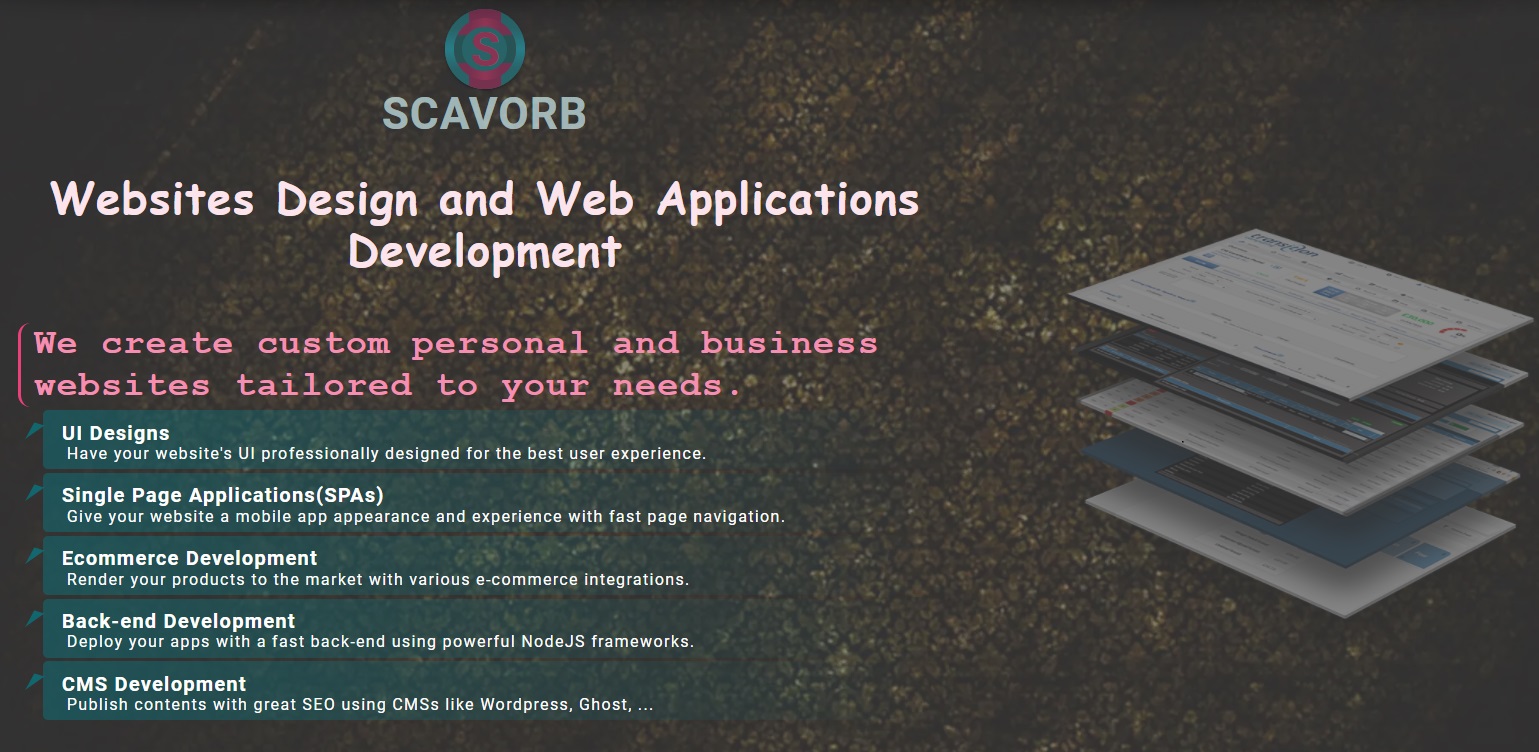 S
SCAVORB
Websites Design and Web Applications
Development
We create custom personal and business
websites tailored to your needs.
UI Designs
Have your website's UI professionally designed for the best user experience.
Single Page Applications(SPAs)
Give your website a mobile app appearance and experience with fast page navigation.
Ecommerce Development
Render your products to the market with various e-commerce integrations.
Back-end Development
Deploy your apps with a fast back-end using powerful NodeJS frameworks.
CMS Development
Publish contents with great SEO using CMSs like Wordpress, Ghost, ...
transition